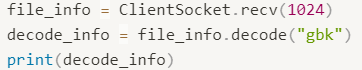 file_info = ClientSocket.recv(1024)
decode_info = file_info.decode("gbk")
print(decode_info)